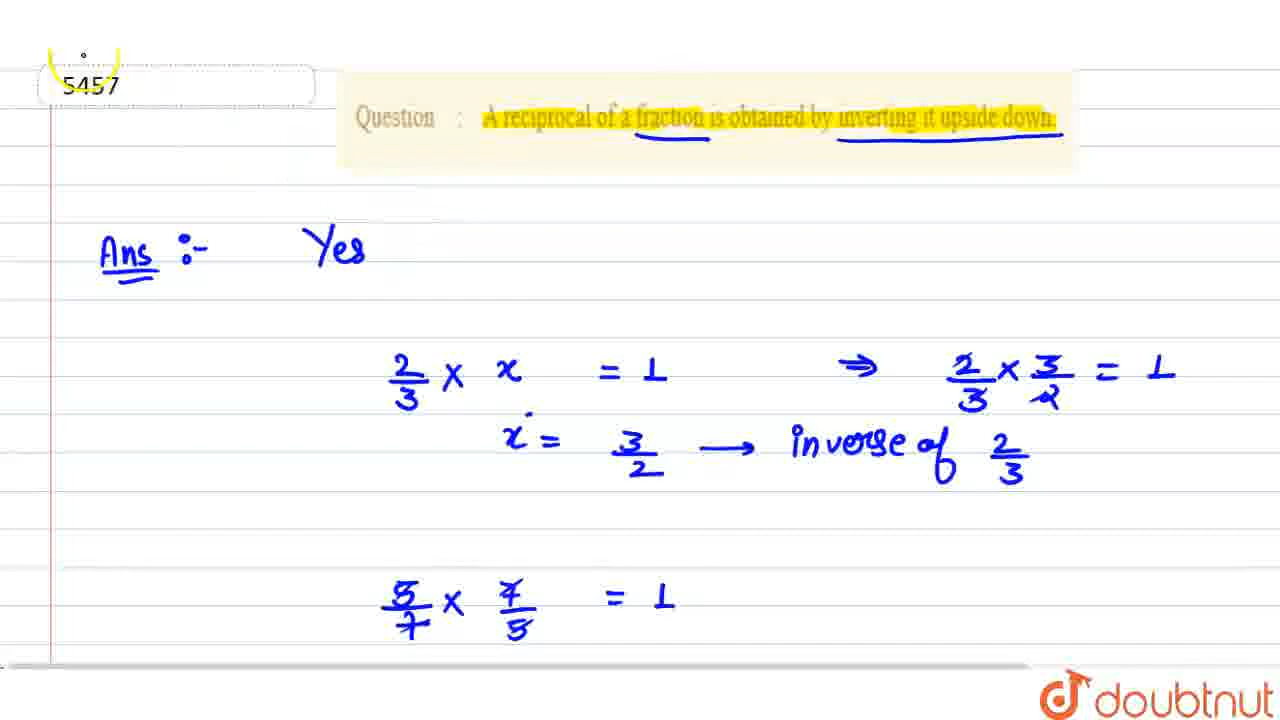 5457
Question : A reciprocal of a fraction is obtained by inverting it upside down.
Ans :- Yes
2/3 × x = 1 ⇒ 2/3 × 3/2 = 1
x = 3/2 → inverse of 2/3
5/7 × 7/5 = 1
doubtnut